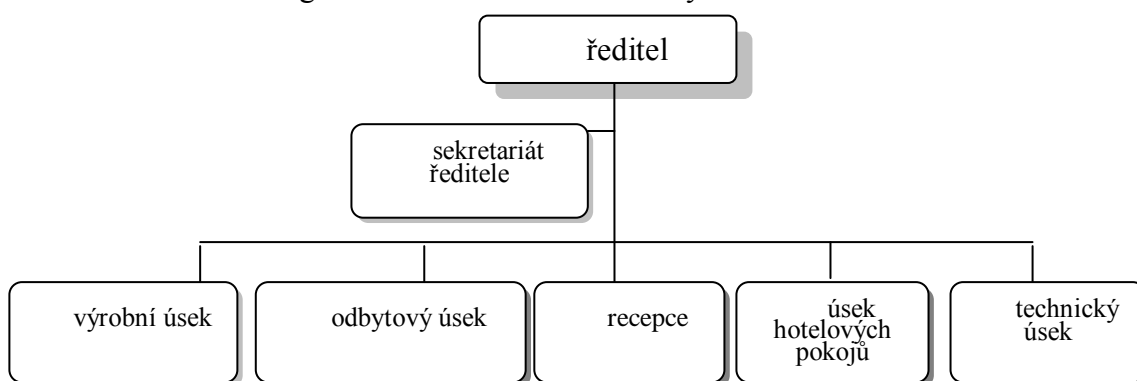 ředitel
sekretariát
ředitele
výrobní úsek
odbytový úsek
recepce
úsek
hotelových
pokojů
technický
úsek